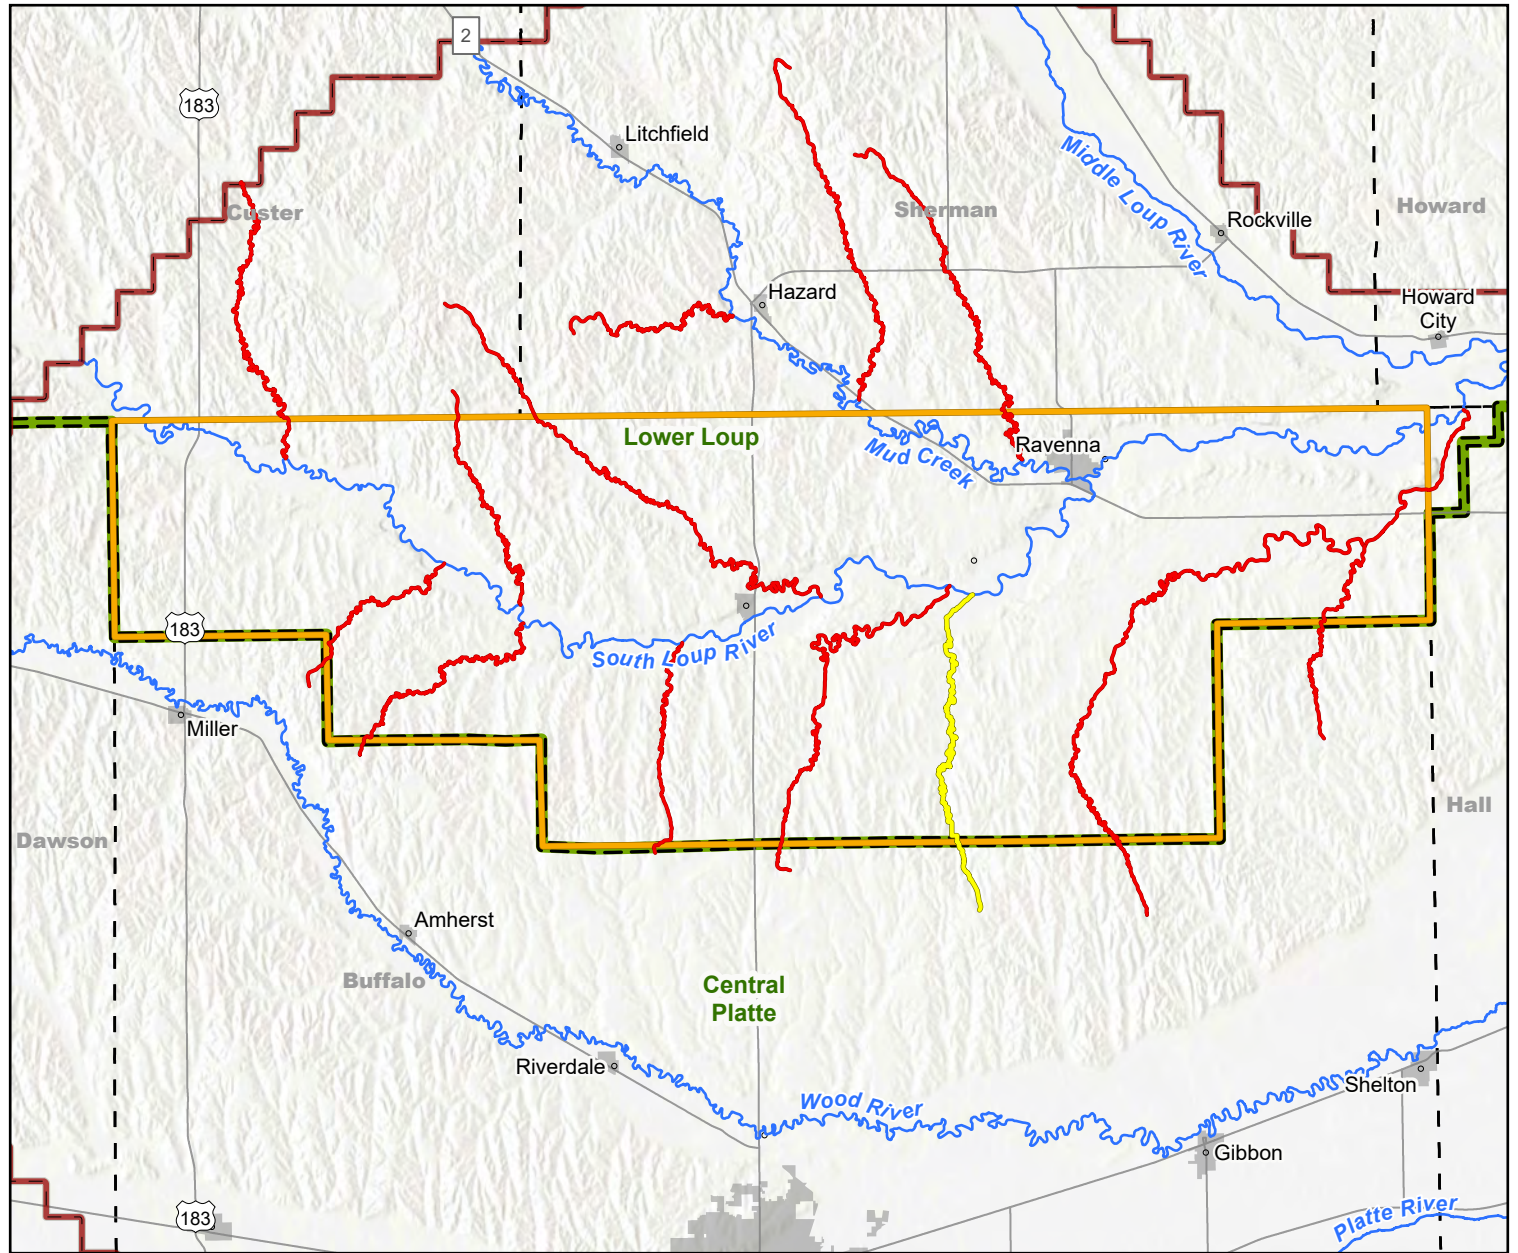 2
183
Litchfield
Middle Loup River
Custer
Sherman
Howard
Rockville
Hazard
Howard
City
Lower Loup
Mud Creek
Ravenna
183
South Loup River
Miller
Dawson
Hall
Amherst
Buffalo
Central
Platte
Riverdale
Wood River
Shelton
Gibbon
183
Platte River